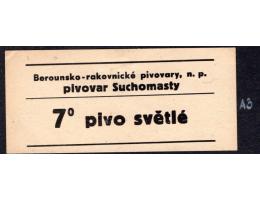 Berounsko-rakovnické pivovary, n. p.
pivovar Suchomasty
7° pivo světlé
A3